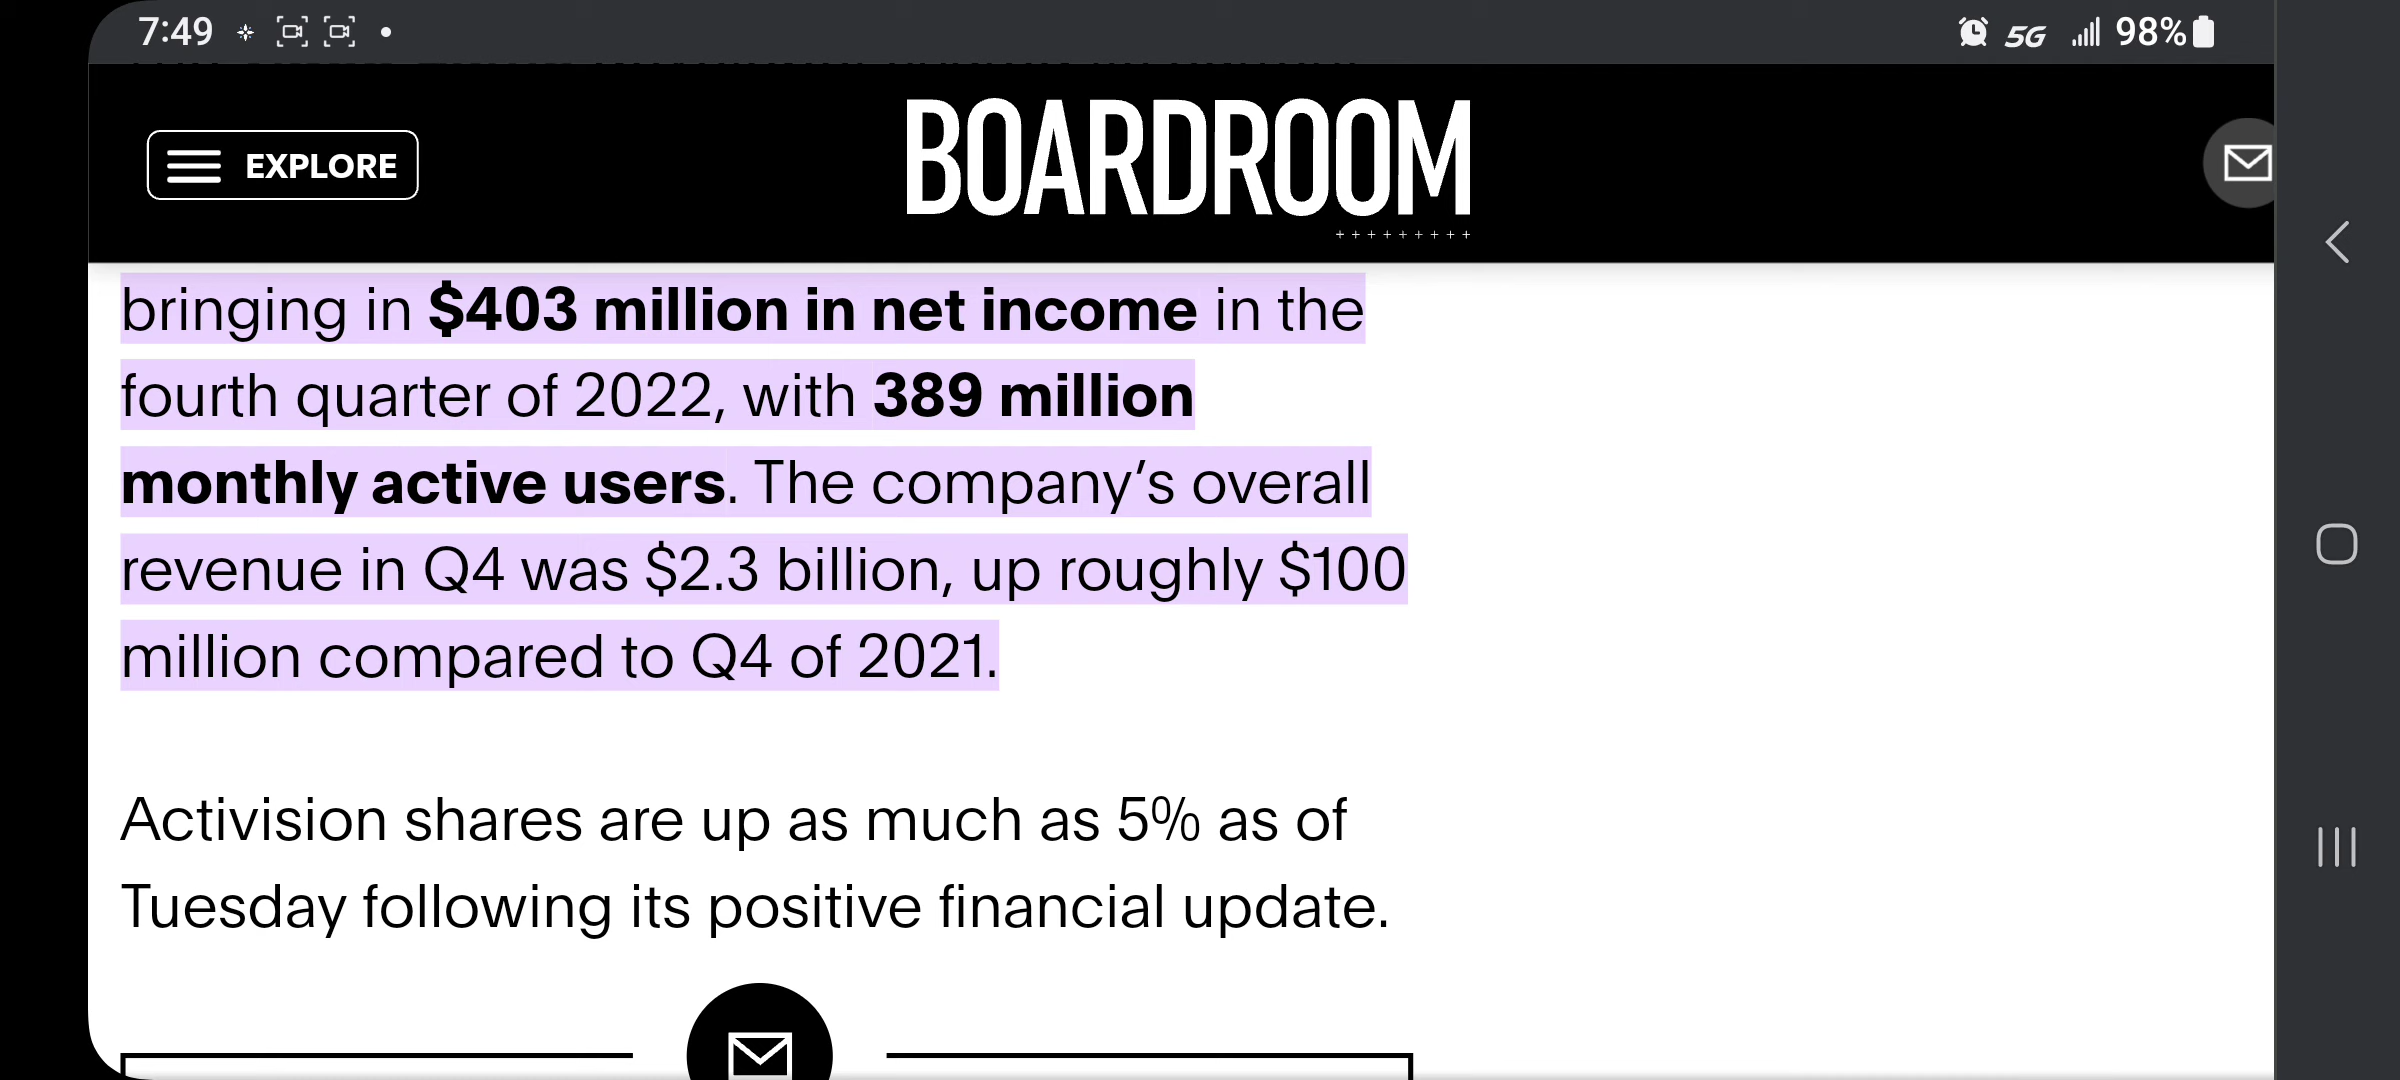 7:49
5G 98%
EXPLORE
BOARDROOM
bringing in $403 million in net income in the
fourth quarter of 2022, with 389 million
monthly active users. The company’s overall
revenue in Q4 was $2.3 billion, up roughly $100
million compared to Q4 of 2021.
Activision shares are up as much as 5% as of
Tuesday following its positive financial update.